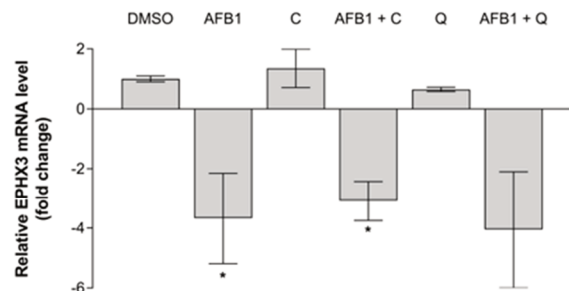 DMSO AFB1 C AFB1 + C Q AFB1 + Q
Relative EPHX3 mRNA level
(fold change)
2
0
-2
-4
-6
*
*